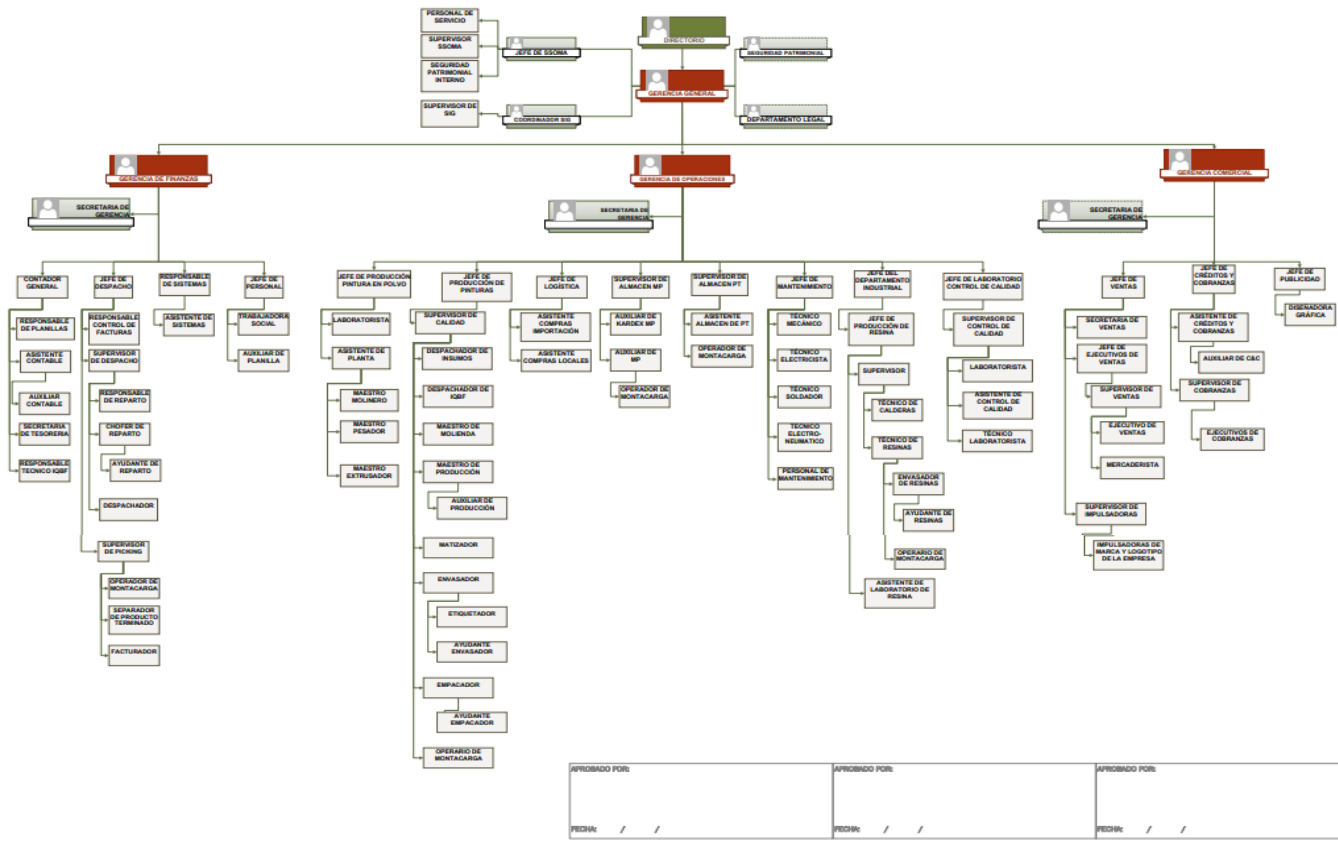 PERSONAL DE
SERVICIO
SUPERVISOR
SSOMA
SEGURIDAD
PATRIMONIAL
INTERNO
SUPERVISOR DE
SIG
JEFE DE SSOMA
COORDINADOR SIG
DIRECTORIO
GERENCIA GENERAL
SEGURIDAD PATRIMONIAL
DEPARTAMENTO LEGAL
GERENCIA DE FINANZAS
GERENCIA DE OPERACIONES
GERENCIA COMERCIAL
SECRETARIA DE
GERENCIA
SECRETARIA DE
GERENCIA
SECRETARIA DE
GERENCIA
CONTADOR
GENERAL
RESPONSABLE
DE PLANILLAS
ASISTENTE
CONTABLE
AUXILIAR
CONTABLE
SECRETARIA
DE TESORERIA
RESPONSABLE
TECNICO IQBF
JEFE DE
DESPACHO
RESPONSABLE
CONTROL DE
FACTURAS
SUPERVISOR
DE DESPACHO
RESPONSABLE
DE REPARTO
CHOFER DE
REPARTO
AYUDANTE DE
REPARTO
DESPACHADOR
SUPERVISOR
DE PICKING
OPERADOR DE
MONTACARGA
SEPARADOR
DE PRODUCTO
TERMINADO
FACTURADOR
RESPONSABLE
DE SISTEMAS
ASISTENTE DE
SISTEMAS
JEFE DE
PERSONAL
TRABAJADORA
SOCIAL
AUXILIAR DE
PLANILLA
JEFE DE PRODUCCIÓN
PINTURA EN POLVO
LABORATORISTA
ASISTENTE DE
PLANTA
MAESTRO
MOLINERO
MAESTRO
PESADOR
MAESTRO
EXTRUSADOR
JEFE DE
PRODUCCIÓN DE
PINTURAS
SUPERVISOR DE
CALIDAD
DESPACHADOR DE
INSUMOS
DESPACHADOR DE
IQBF
MAESTRO DE
MOLIENDA
MAESTRO DE
PRODUCCIÓN
AUXILIAR DE
PRODUCCIÓN
MATIZADOR
ENVASADOR
ETIQUETADOR
AYUDANTE
ENVASADOR
EMPACADOR
AYUDANTE
EMPACADOR
OPERARIO DE
MONTACARGA
JEFE DE
LOGÍSTICA
ASISTENTE
COMPRAS
IMPORTACIÓN
ASISTENTE
COMPRAS LOCALES
SUPERVISOR DE
ALMACEN MP
AUXILIAR DE
KARDEX MP
AUXILIAR DE
MP
OPERADOR DE
MONTACARGA
SUPERVISOR DE
ALMACEN PT
ASISTENTE
ALMACEN DE PT
OPERADOR DE
MONTACARGA
JEFE DE
MANTENIMIENTO
TÉCNICO
MECÁNICO
TÉCNICO
ELECTRICISTA
TÉCNICO
SOLDADOR
TÉCNICO
ELECTRO-
NEUMATICO
PERSONAL DE
MANTENIMIENTO
JEFE DEL
DEPARTAMENTO
INDUSTRIAL
JEFE DE
PRODUCCIÓN DE
RESINA
SUPERVISOR
TÉCNICO DE
CALDERAS
TÉCNICO DE
RESINAS
ENVASADOR
DE RESINAS
AYUDANTE DE
RESINAS
OPERARIO DE
MONTACARGA
ASISTENTE DE
LABORATORIO DE
RESINA
JEFE DE LABORATORIO
CONTROL DE CALIDAD
SUPERVISOR DE
CONTROL DE
CALIDAD
LABORATORISTA
ASISTENTE DE
CONTROL DE
CALIDAD
TÉCNICO
LABORATORISTA
JEFE DE
VENTAS
SECRETARIA DE
VENTAS
JEFE DE
EJECUTIVOS DE
VENTAS
SUPERVISOR DE
VENTAS
EJECUTIVO DE
VENTAS
MERCADERISTA
SUPERVISOR DE
IMPULSADORAS
IMPULSADORAS DE
MARCA Y LOGOTIPO
DE LA EMPRESA
JEFE DE
CRÉDITOS Y
COBRANZAS
ASISTENTE DE
CRÉDITOS Y
COBRANZAS
AUXILIAR DE C&C
SUPERVISOR DE
COBRANZAS
EJECUTIVOS DE
COBRANZAS
JEFE DE
PUBLICIDAD
DISENADORA
GRÁFICA
APROBADO POR:
FECHA: / /
APROBADO POR:
FECHA: / /
APROBADO POR:
FECHA: / /